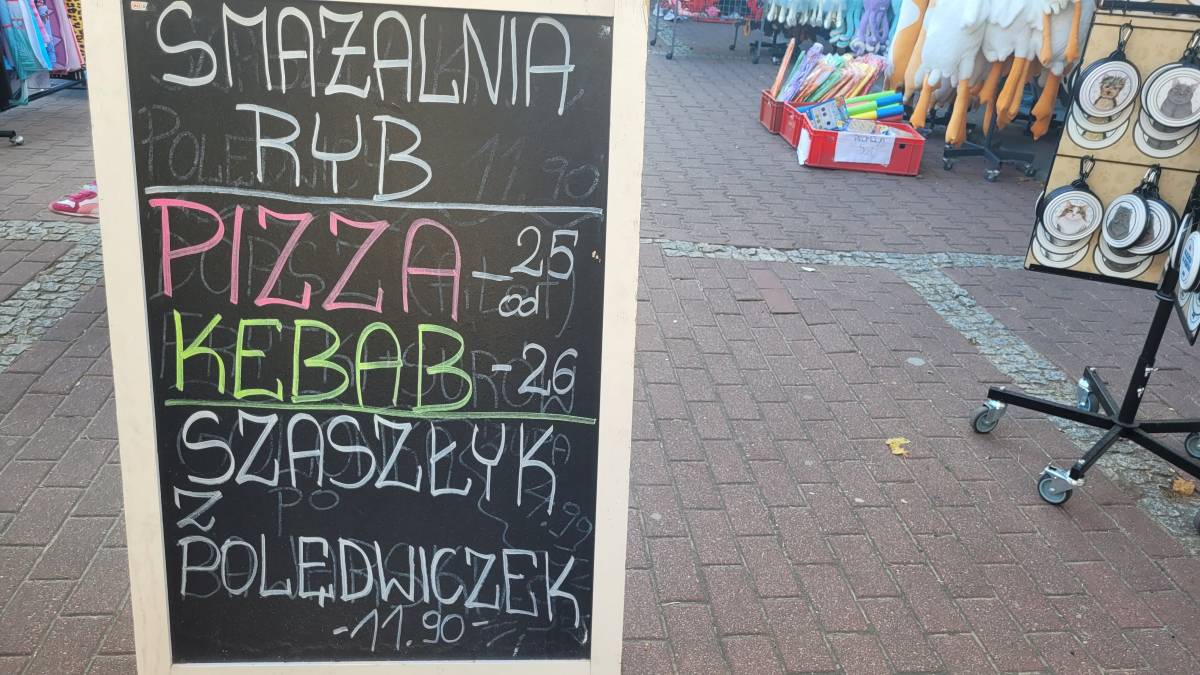 SMAŻALNIA
RYB
PIZZA -25
od
KEBAB -26
SZASZŁYK
Z
POLĘDWICZEK
-11.90-